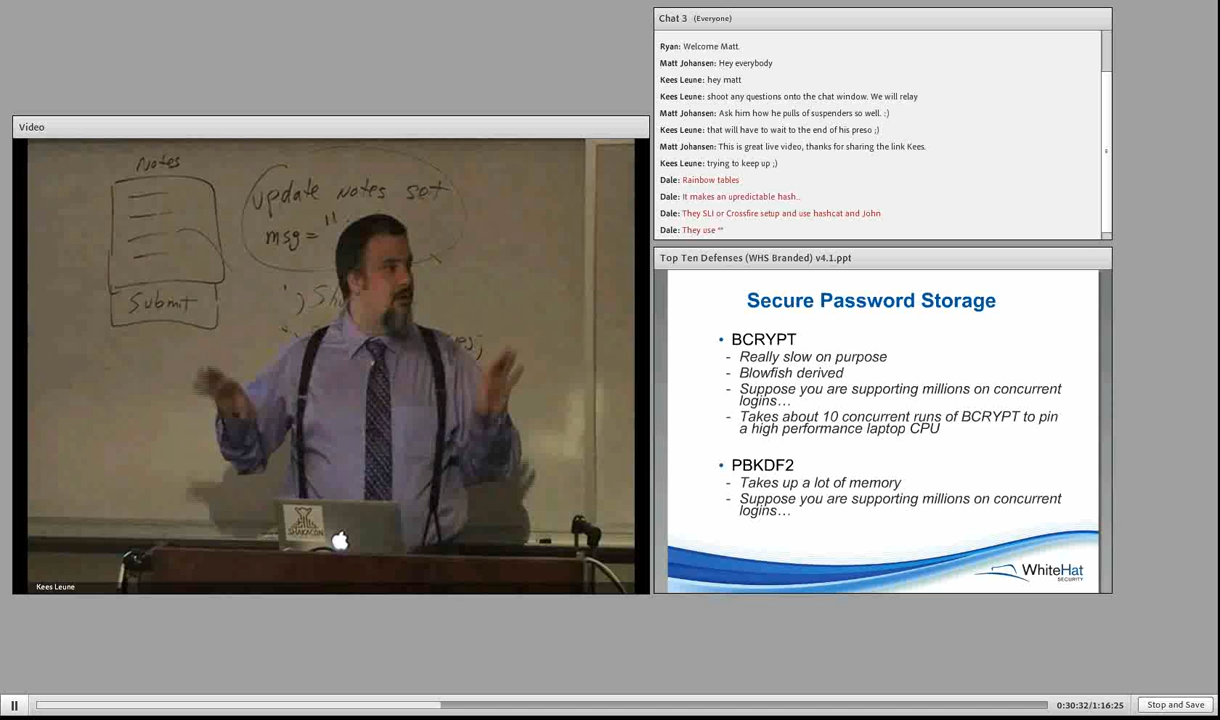 Chat 3 (Everyone)
Ryan: Welcome Matt.
Matt Johansen: Hey everybody
Kees Leune: hey matt
Kees Leune: shoot any questions onto the chat window. We will relay
Matt Johansen: Ask him how he pulls of suspenders so well. :)
Kees Leune: that will have to wait to the end of his preso ;)
Matt Johansen: This is great live video, thanks for sharing the link Kees.
Kees Leune: trying to keep up ;)
Dale: Rainbow tables
Dale: It makes an upredictable hash..
Dale: They SLI or Crossfire setup and use hashcat and John
Dale: They use ^^
Video
Notes
Submit
update notes set
msg = "
SHAKACON
Kees Leune
Top Ten Defenses (WHS Branded) v4.1.ppt
Secure Password Storage
• BCRYPT
- Really slow on purpose
- Blowfish derived
- Suppose you are supporting millions on concurrent
logins…
- Takes about 10 concurrent runs of BCRYPT to pin
a high performance laptop CPU
• PBKDF2
- Takes up a lot of memory
- Suppose you are supporting millions on concurrent
logins…
WhiteHat
SECURITY
0:30:32/1:16:25
Stop and Save